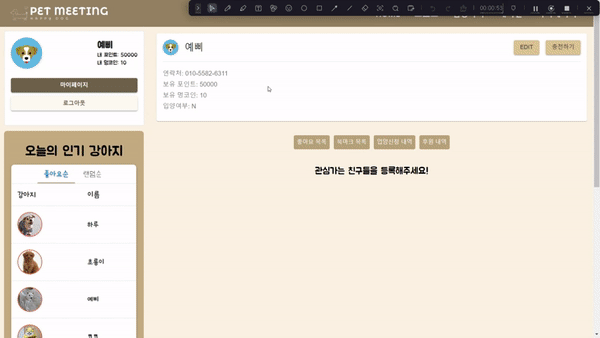 PET MEETING
HAPPY DOG
00:00:53
예삐
내 포인트: 50000
내 멍코인: 10
마이페이지
로그아웃
예삐
EDIT
충전하기
연락처: 010-5582-6311
보유 포인트: 50000
보유 멍코인: 10
입양여부: N
좋아요 목록
북마크 목록
입양신청 내역
후원 내역
관심가는 친구들을 등록해주세요!
오늘의 인기 강아지
좋아요순
랜덤순
강아지
이름
하루
초롱이
예삐